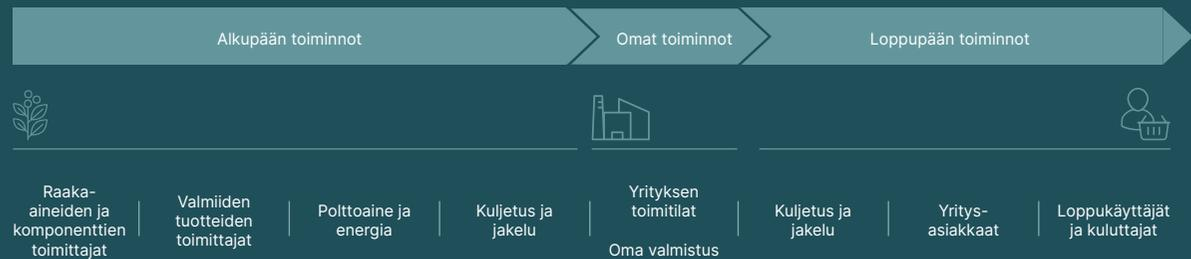 Alkupään toiminnot
Omat toiminnot
Loppupään toiminnot
Raaka-
aineiden ja
komponenttien
toimittajat
Valmiiden
tuotteiden
toimittajat
Polttoaine ja
energia
Kuljetus ja
jakelu
Yrityksen
toimitilat
Oma valmistus
Kuljetus ja
jakelu
Yritys-
asiakkaat
Loppukäyttäjät
ja kuluttajat